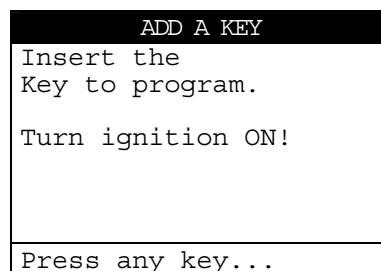 ADD A KEY
Insert the
Key to program.
Turn ignition ON!
Press any key...